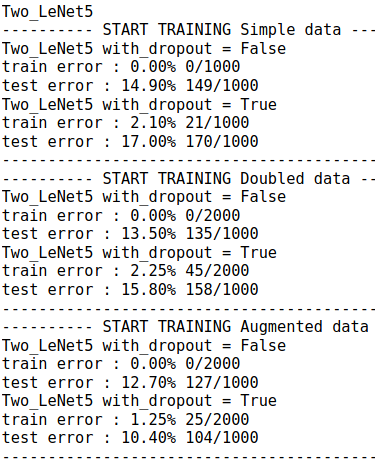 Two_LeNet5
---------- START TRAINING Simple data ---
Two_LeNet5 with_dropout = False
train error : 0.00% 0/1000
test error : 14.90% 149/1000
Two_LeNet5 with_dropout = True
train error : 2.10% 21/1000
test error : 17.00% 170/1000
-----------------------------------------
---------- START TRAINING Doubled data --
Two_LeNet5 with_dropout = False
train error : 0.00% 0/2000
test error : 13.50% 135/1000
Two_LeNet5 with_dropout = True
train error : 2.25% 45/2000
test error : 15.80% 158/1000
-----------------------------------------
---------- START TRAINING Augmented data
Two_LeNet5 with_dropout = False
train error : 0.00% 0/2000
test error : 12.70% 127/1000
Two_LeNet5 with_dropout = True
train error : 1.25% 25/2000
test error : 10.40% 104/1000
-----------------------------------------